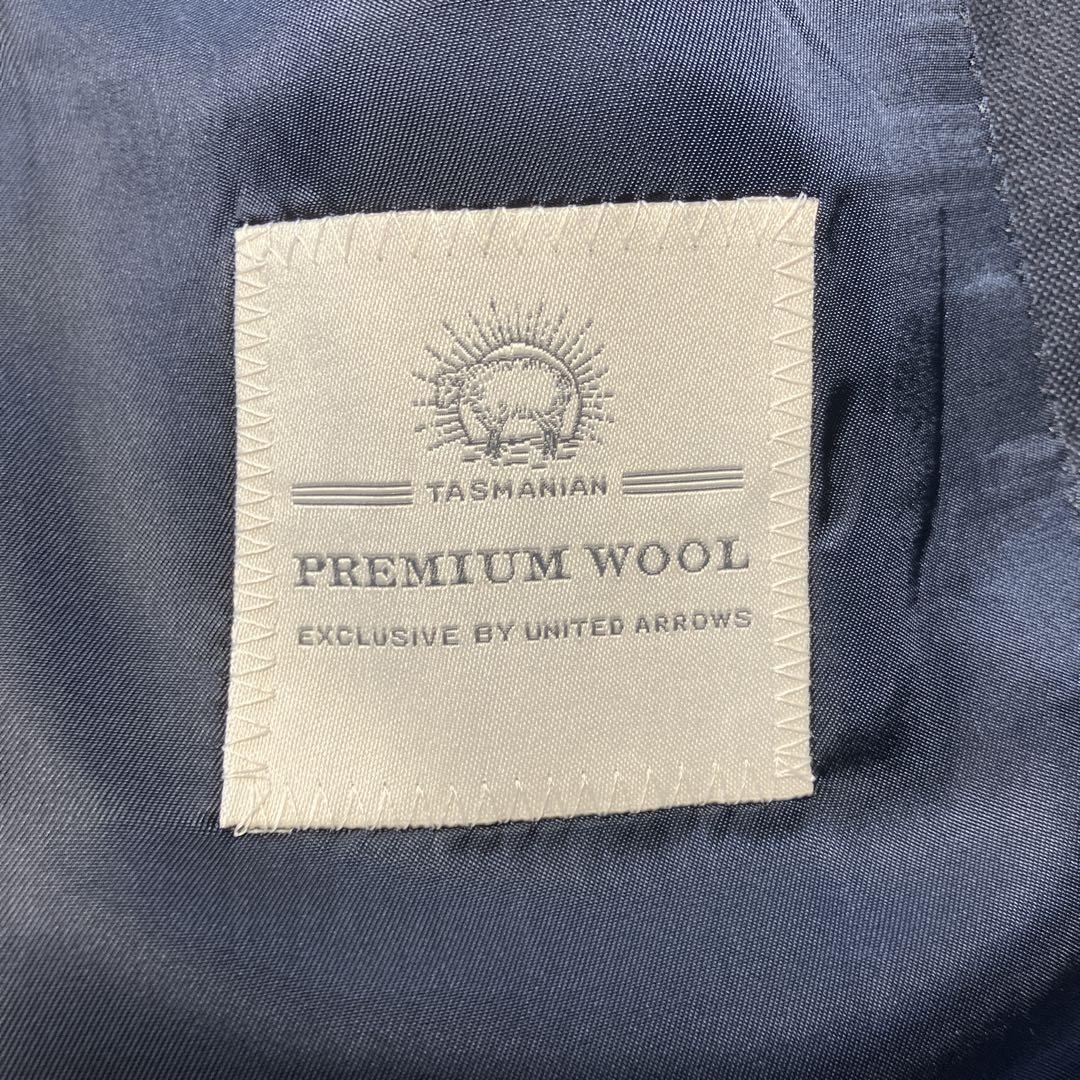 TASMANIAN
PREMIUM WOOL
EXCLUSIVE BY UNITED ARROWS